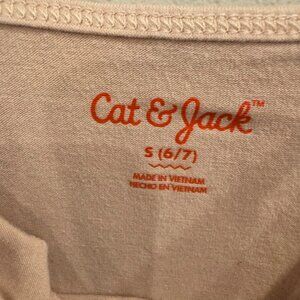 Cat & Jack™
S (6/7)
MADE IN VIETNAM
HECHO EN VIETNAM